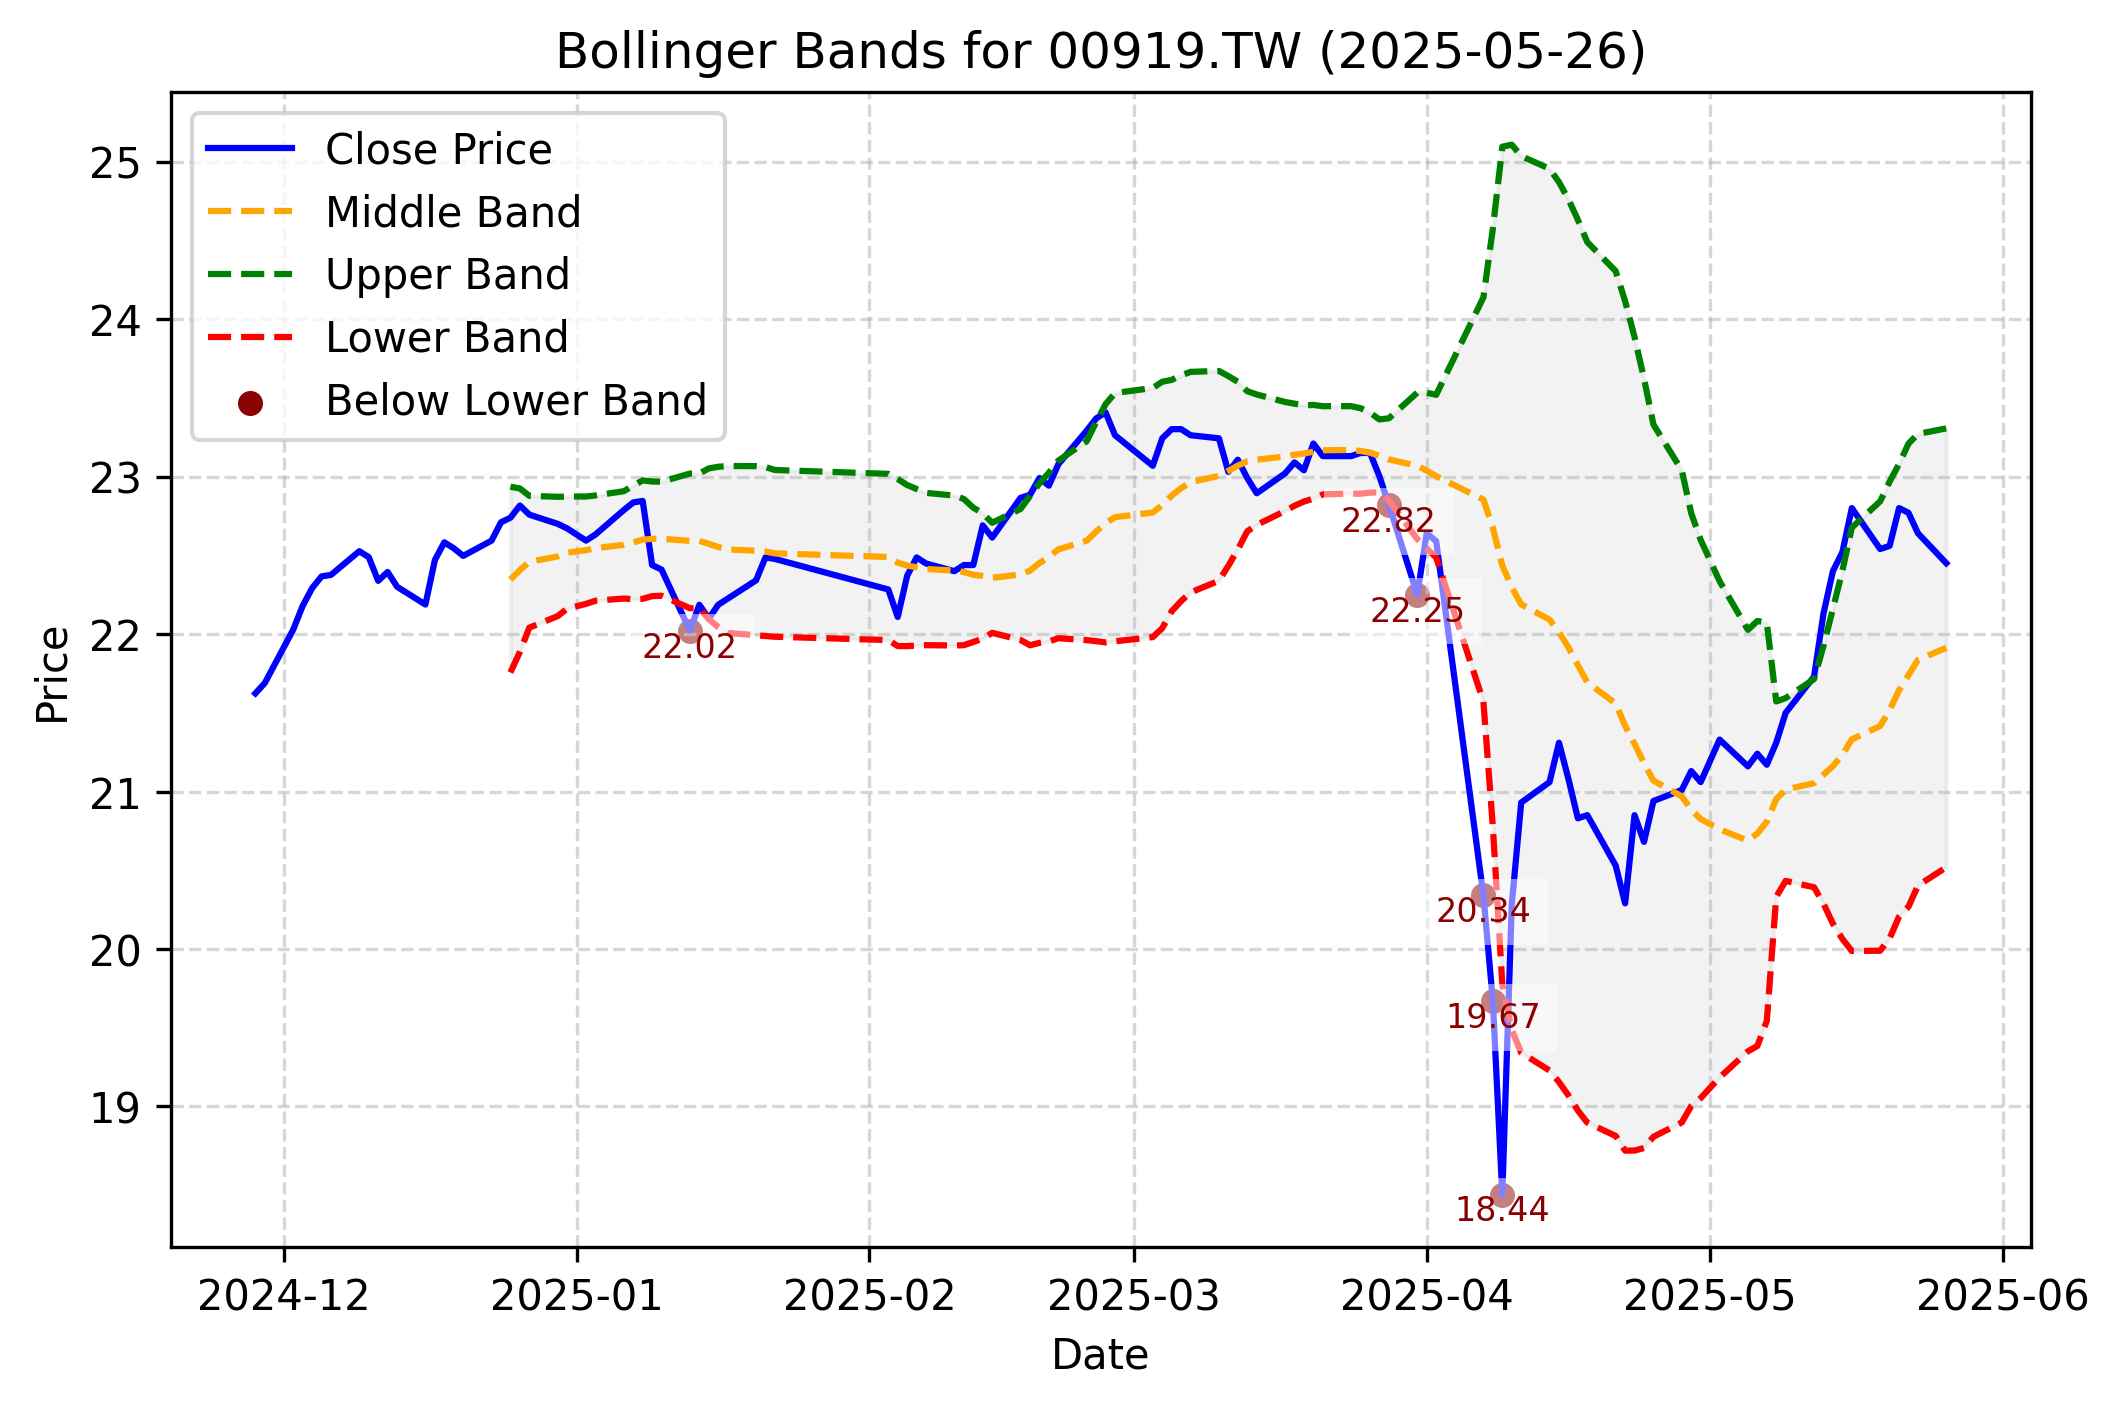 Bollinger Bands for 00919.TW (2025-05-26)
Close Price
Middle Band
Upper Band
Lower Band
Below Lower Band
25
24
23
22
21
20
19
Price
22.02
22.82
22.25
20.34
19.67
18.44
2024-12
2025-01
2025-02
2025-03
2025-04
2025-05
2025-06
Date